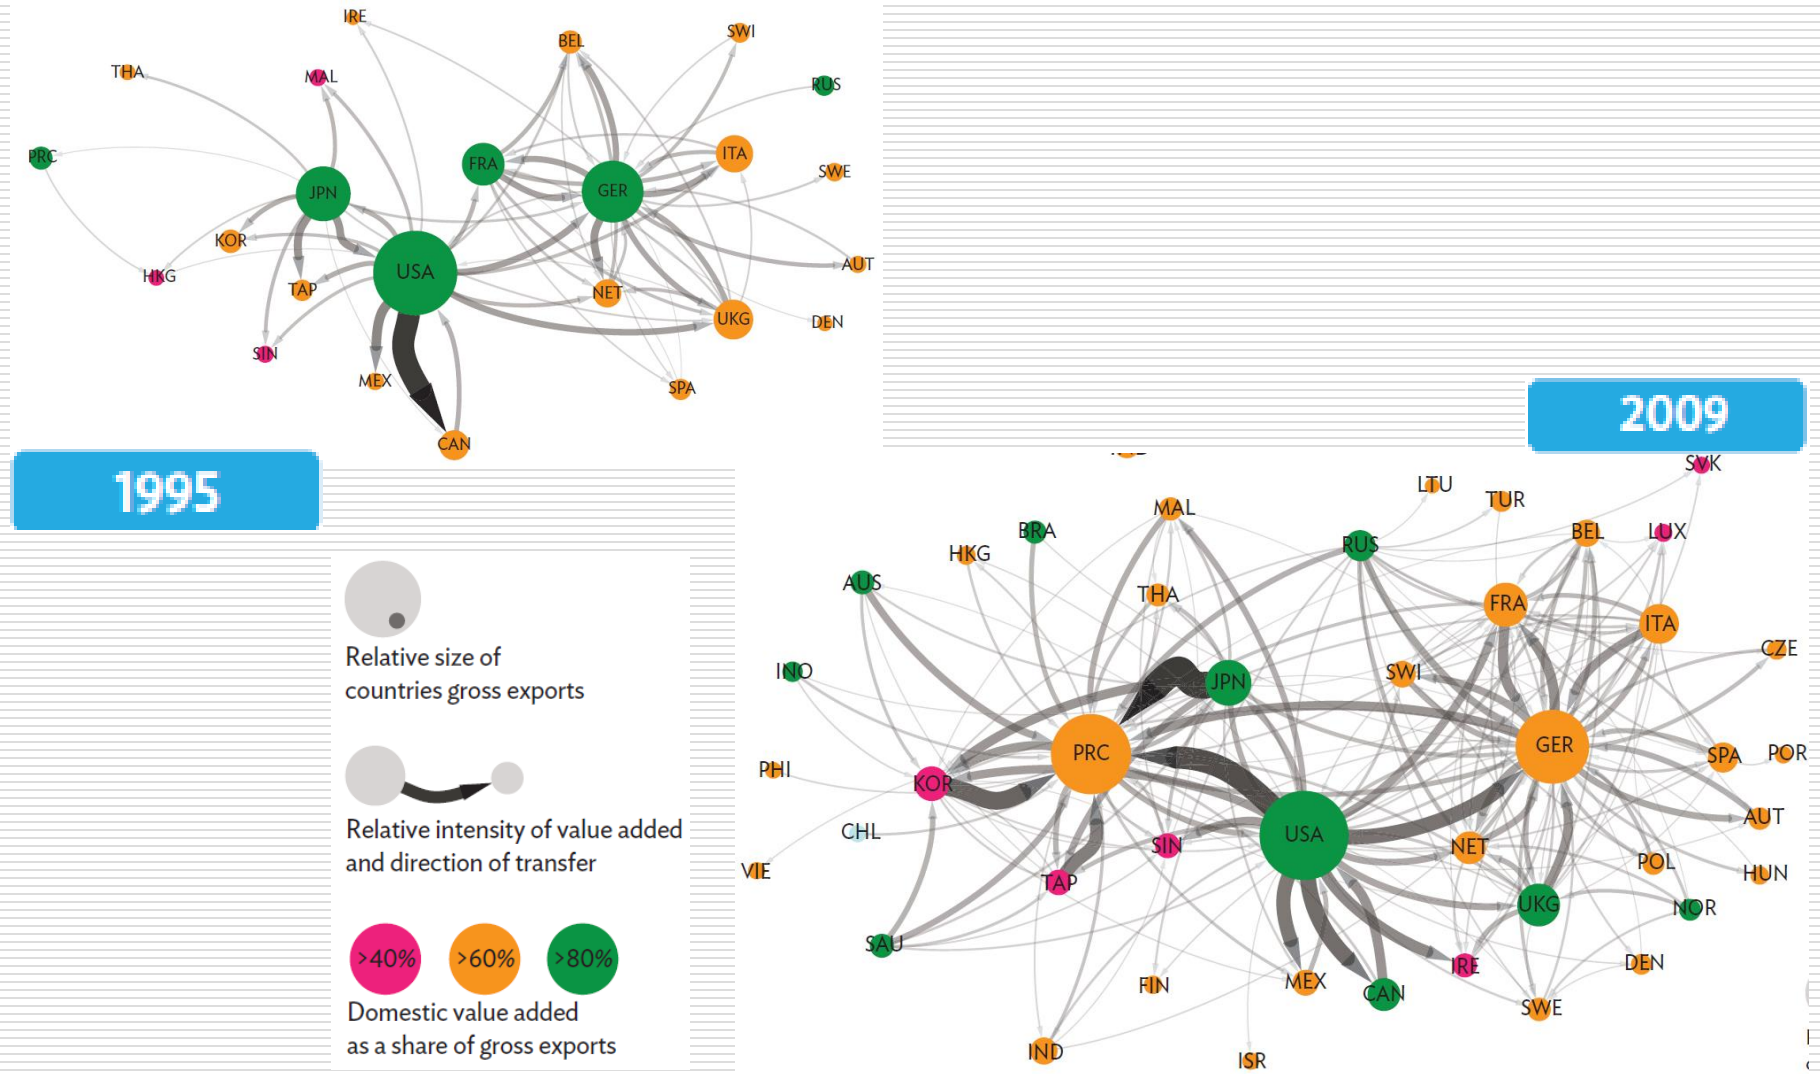 IRE
BEL
SWI
THA
MAL
RUS
PRC
FRA
ITA
JPN
GER
SWE
KOR
USA
AUT
HKG
TAP
NET
UKG
DEN
SIN
MEX
SPA
CAN
1995
2009
Relative size of
countries gross exports
Relative intensity of value added
and direction of transfer
>40%
>60%
>80%
Domestic value added
as a share of gross exports
SVK
LTU
TUR
MAL
BRA
BEL
LUX
RUS
HKG
AUS
THA
FRA
ITA
CZE
INO
SWI
JPN
PRC
GER
SPA
POR
PHI
KOR
AUT
CHL
USA
SIN
NET
POL
HUN
VIE
TAP
UKG
NOR
SAU
IRE
DEN
FIN
MEX
CAN
SWE
IND
ISR